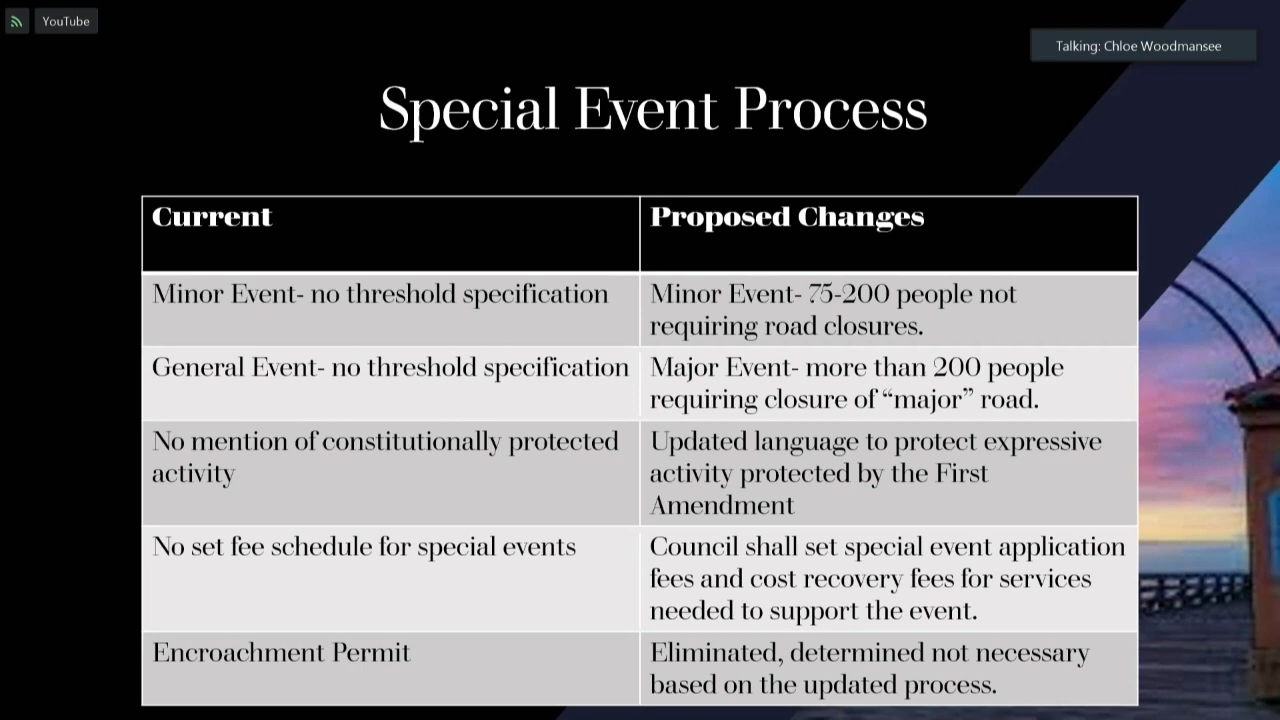 YouTube
Talking: Chloe Woodmansee
Special Event Process
Current
Proposed Changes
Minor Event- no threshold specification
Minor Event- 75-200 people not
requiring road closures.
General Event- no threshold specification
Major Event- more than 200 people
requiring closure of “major” road.
No mention of constitutionally protected
activity
Updated language to protect expressive
activity protected by the First
Amendment
No set fee schedule for special events
Council shall set special event application
fees and cost recovery fees for services
needed to support the event.
Encroachment Permit
Eliminated, determined not necessary
based on the updated process.